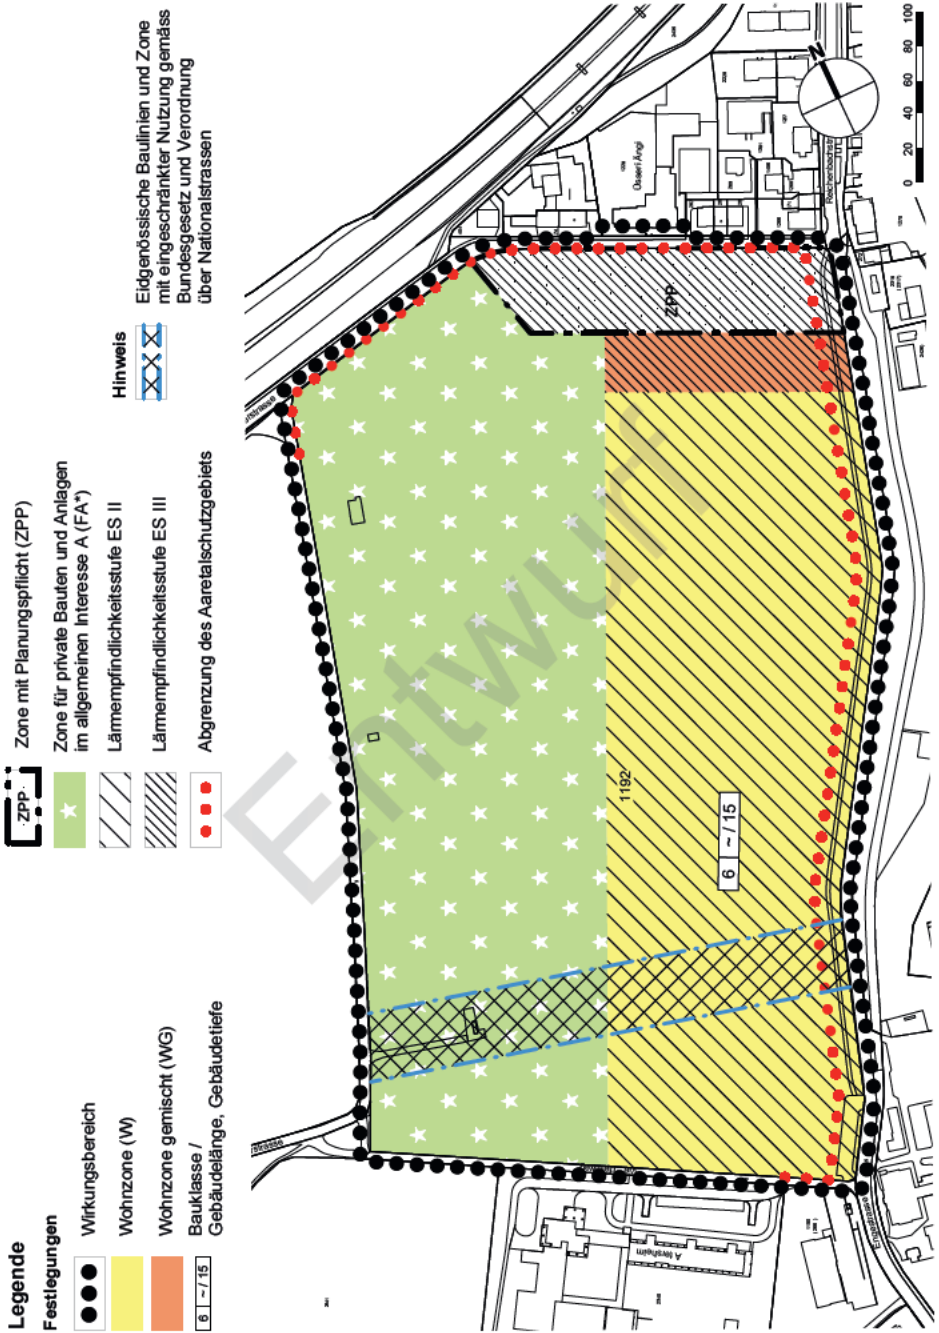 Legende
Festlegungen
Wirkungsbereich
Wohnzone (W)
Wohnzone gemischt (WG)
6 ~ / 15
Bauklasse /
Gebäudelänge, Gebäudetiefe
ZPP
Zone mit Planungspflicht (ZPP)
Zone für private Bauten und Anlagen
im allgemeinen Interesse A (FA*)
Lärmempfindlichkeitsstufe ES II
Lärmempfindlichkeitsstufe ES III
Abgrenzung des Aaretalschutzgebiets
Hinweis
Eidgenössische Baulinien und Zone
mit eingeschränkter Nutzung gemäss
Bundesgesetz und Verordnung
über Nationalstrassen
Entwurf
1192
6 ~ / 15
ZPP
Osseri Ängi
Reichenbachstr
Engestrasse
N
0 20 40 60 80 100